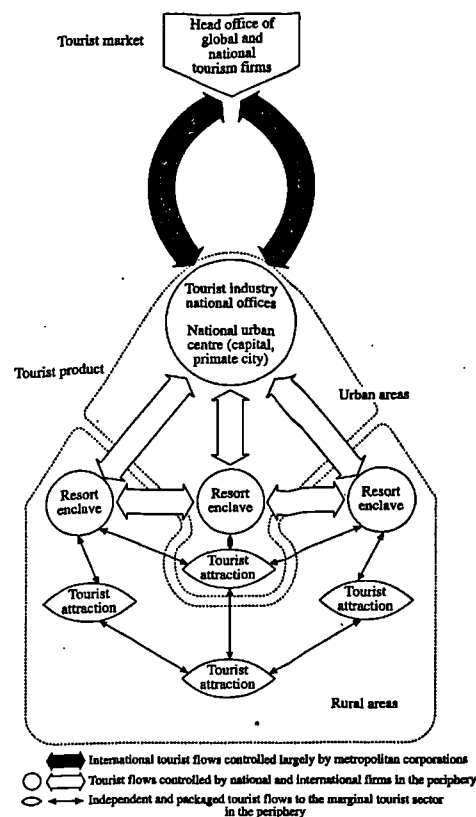 Tourist market
Head office of
global and
national
tourism firms
Tourist industry
national offices
National urban
centre (capital,
primate city)
Tourist product
Urban areas
Resort
enclave
Resort
enclave
Resort
enclave
Tourist
attraction
Tourist
attraction
Tourist
attraction
Tourist
attraction
Rural areas
International tourist flows controlled largely by metropolitan corporations
Tourist flows controlled by national and international firms in the periphery
Independent and packaged tourist flows to the marginal tourist sector
in the periphery